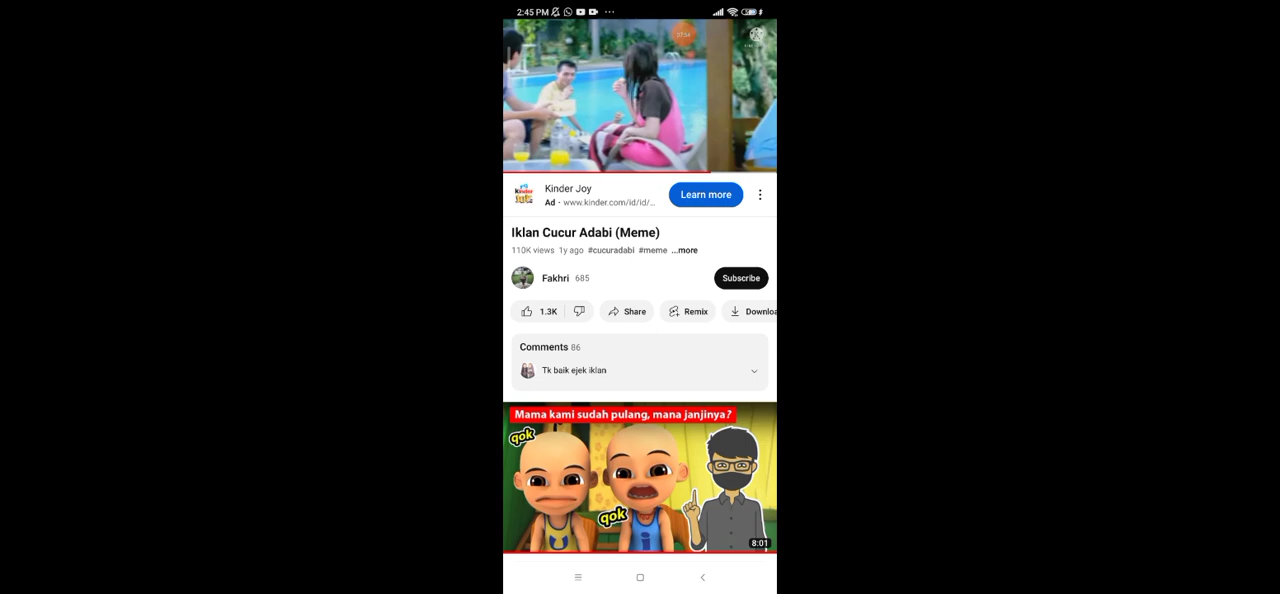 2:45 PM
07:54
Kinder Joy
Learn more
Ad · www.kinder.com/id/id/...
Iklan Cucur Adabi (Meme)
110K views 1y ago #cucuradabi #meme ...more
Fakhri 685
Subscribe
1.3K
Share
Remix
Downloa
Comments 86
Tk baik ejek iklan
Mama kami sudah pulang, mana janjinya?
qok
qok
U
i
8:01